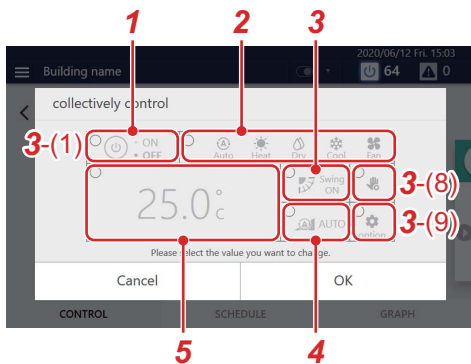 1 2 3
2020/06/12 Fri. 15:03
Building name 64 0
collectively control
3-(1) ON OFF Auto Heat Dry Cool Fan
25.0°c Swing ON 3-(8)
AUTO option 3-(9)
Please select the value you want to change.
Cancel OK
CONTROL SCHEDULE GRAPH
5 4